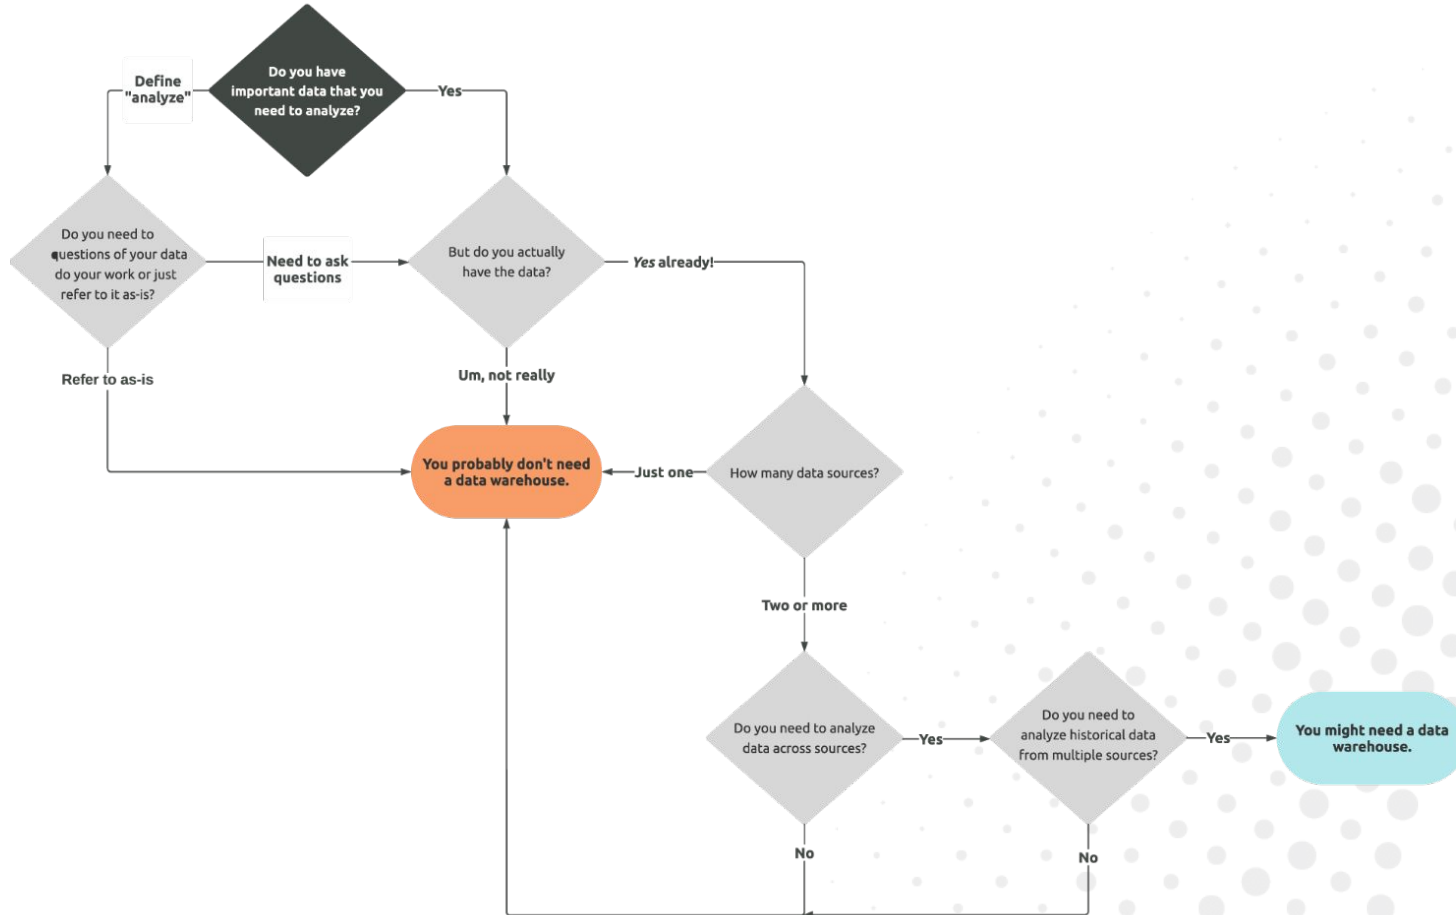 Do you have
important data that you
need to analyze?
Define
"analyze"
Yes
Do you need to
questions of your data
do your work or just
refer to it as-is?
Need to ask
questions
But do you actually
have the data?
Yes already!
Refer to as-is
Um, not really
You probably don't need
a data warehouse.
Just one
How many data sources?
Two or more
Do you need to analyze
data across sources?
Yes
Do you need to
analyze historical data
from multiple sources?
Yes
You might need a data
warehouse.
No
No